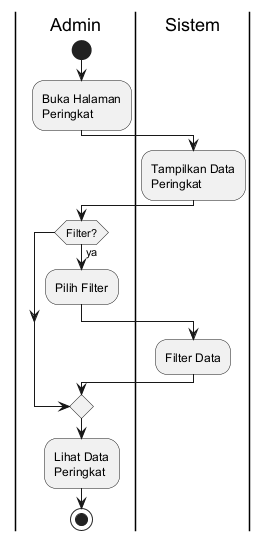 Admin
Sistem
Buka Halaman
Peringkat
Tampilkan Data
Peringkat
Filter?
ya
Pilih Filter
Filter Data
Lihat Data
Peringkat